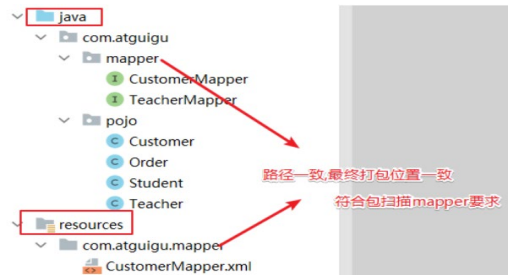 java
com.atguigu
mapper
CustomerMapper
TeacherMapper
pojo
Customer
Order
Student
Teacher
路径一致,最终打包位置一致
符合包扫描mapper要求
resources
com.atguigu.mapper
CustomerMapper.xml